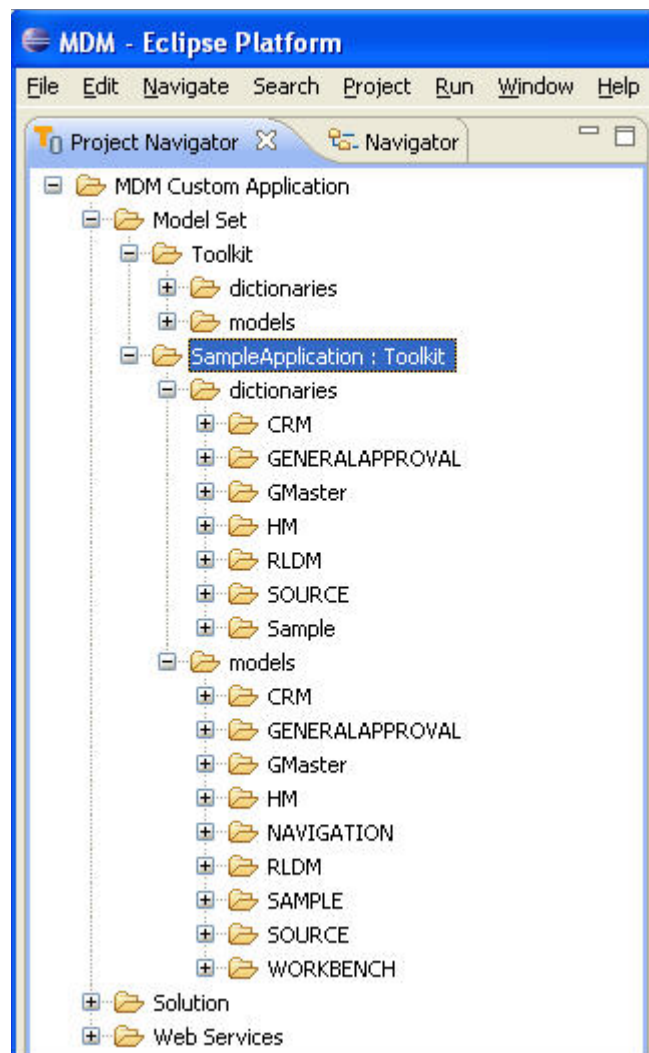 MDM - Eclipse Platform
File Edit Navigate Search Project Run Window Help
Project Navigator Navigator
MDM Custom Application
Model Set
Toolkit
dictionaries
models
SampleApplication : Toolkit
dictionaries
CRM
GENERALAPPROVAL
GMaster
HM
RLDM
SOURCE
Sample
models
CRM
GENERALAPPROVAL
GMaster
HM
NAVIGATION
RLDM
SAMPLE
SOURCE
WORKBENCH
Solution
Web Services